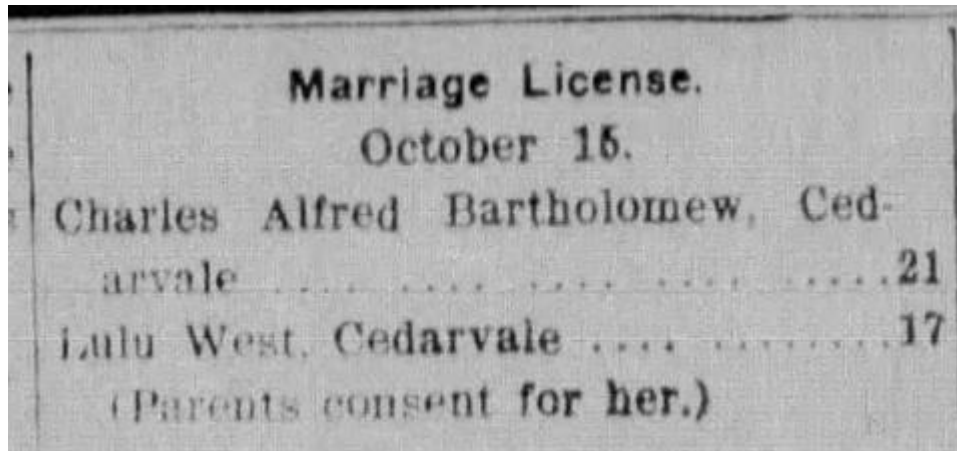 Marriage License.
October 15.
Charles Alfred Bartholomew, Ced-
arvale .... .... .... .... .....21
Lulu West, Cedarvale .... ........17
(Parents consent for her.)